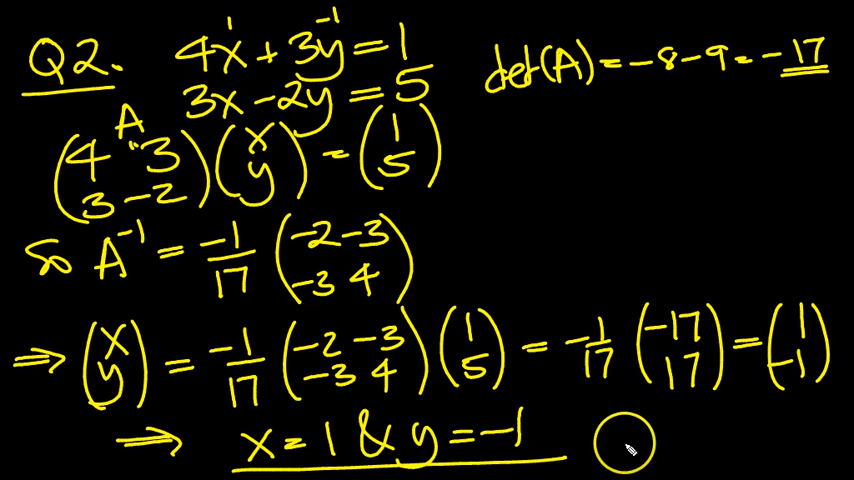 Q2. 4x + 3y = 1 det(A) = -8 - 9 = -17
1 -1
3x - 2y = 5
A
(4 3) (x) = (1)
(3 -2) (y) (5)
So A⁻¹ = -1/17 (-2 -3)
(-3 4)
⇒ (x) = -1/17 (-2 -3) (1) = -1/17 (-17) = (1)
(y) (-3 4) (5) (17) (-1)
⇒ x = 1 & y = -1